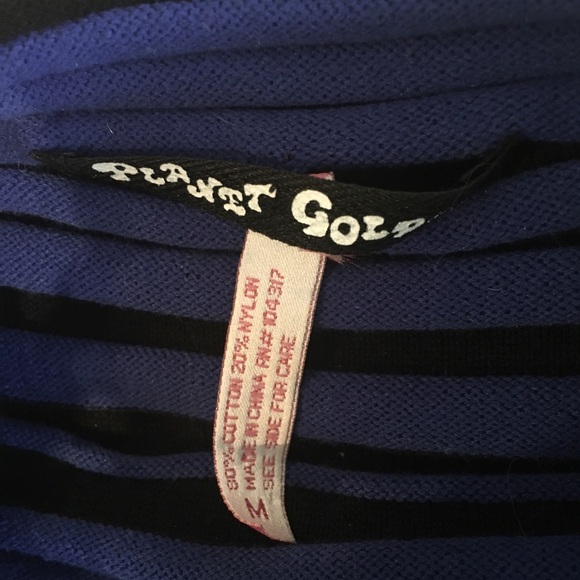 PLANET GOLD
80% COTTON 20% NYLON
MADE IN CHINA RN# 104317
SEE SIDE FOR CARE
M